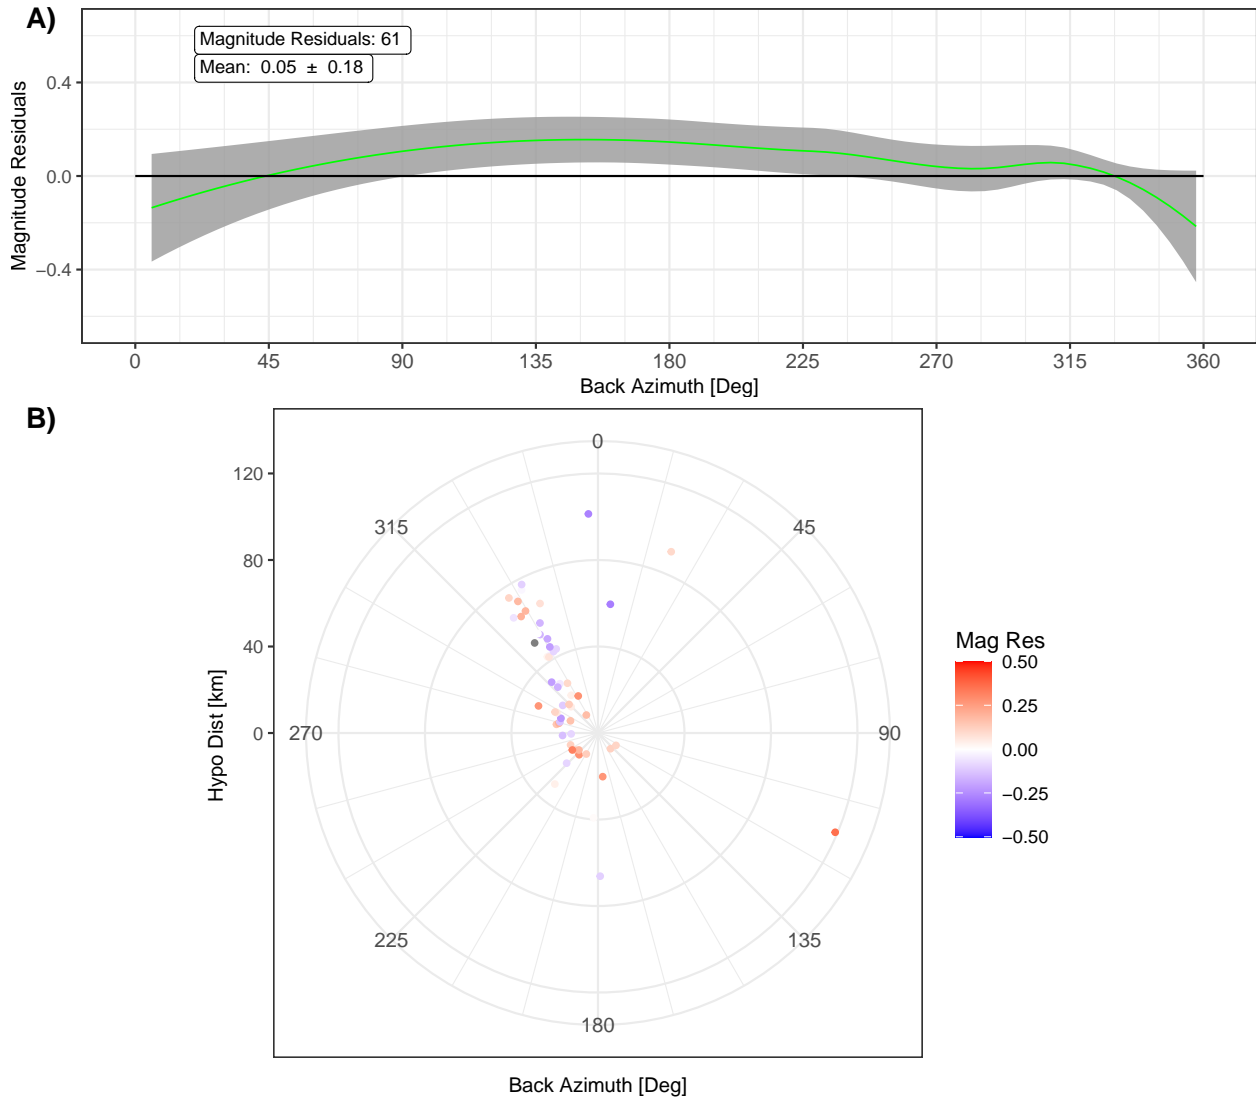 A)
Magnitude Residuals: 61
Mean:  0.05  ±  0.18
0.4
0.0
−0.4
Magnitude Residuals
0 45 90 135 180 225 270 315 360
Back Azimuth [Deg]
B)
120
80
40
0
Hypo Dist [km]
0
45
90
135
180
225
270
315
Back Azimuth [Deg]
Mag Res
0.50
0.25
0.00
−0.25
−0.50